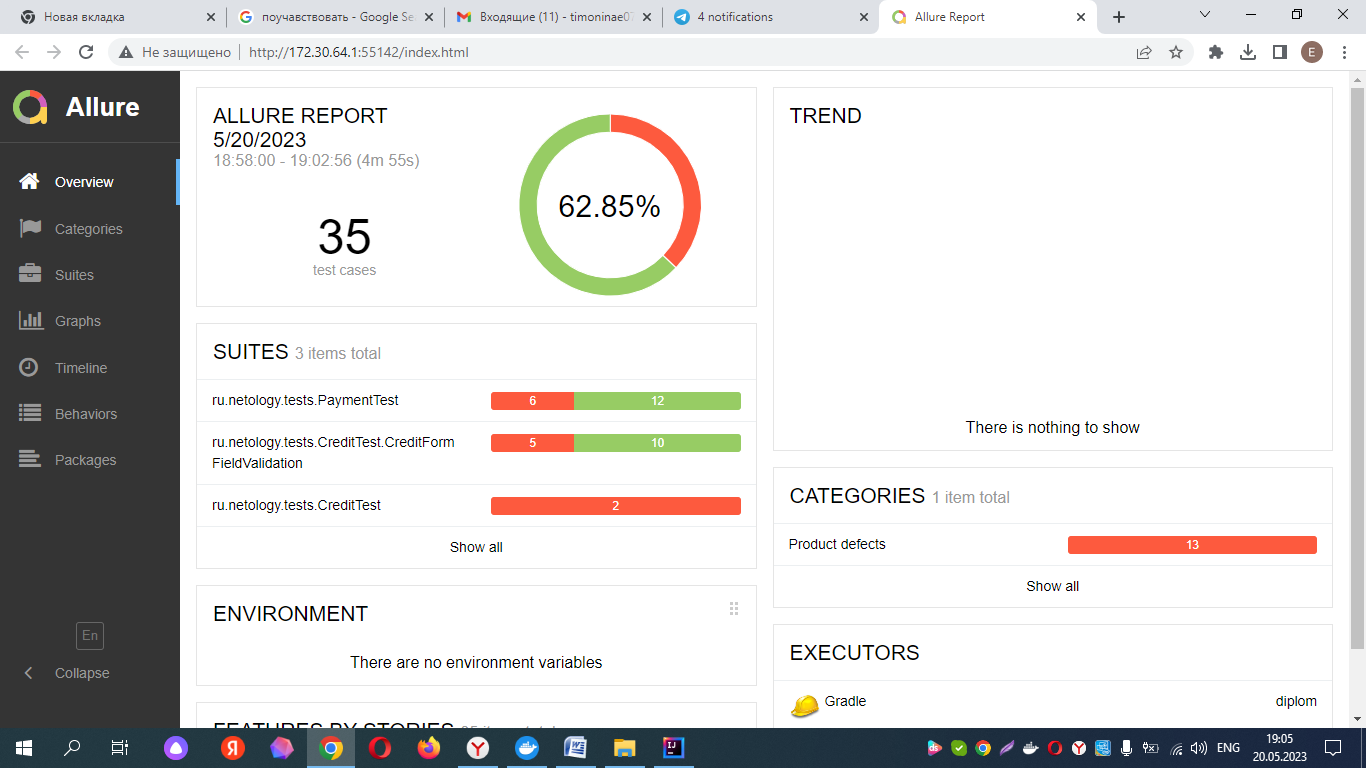 Новая вкладка
поучавствовать - Google Se
Входящие (11) - timoninae07
4 notifications
Allure Report
Не защищено
http://172.30.64.1:55142/index.html
E
Allure
Overview
Categories
Suites
Graphs
Timeline
Behaviors
Packages
En
Collapse
ALLURE REPORT
5/20/2023
18:58:00 - 19:02:56 (4m 55s)
35
test cases
62.85%
SUITES 3 items total
ru.netology.tests.PaymentTest
6
12
ru.netology.tests.CreditTest.CreditForm
FieldValidation
5
10
ru.netology.tests.CreditTest
2
Show all
ENVIRONMENT
There are no environment variables
FEATURES BY STORIES
TREND
There is nothing to show
CATEGORIES 1 item total
Product defects
13
Show all
EXECUTORS
Gradle
diplom
ENG
19:05
20.05.2023